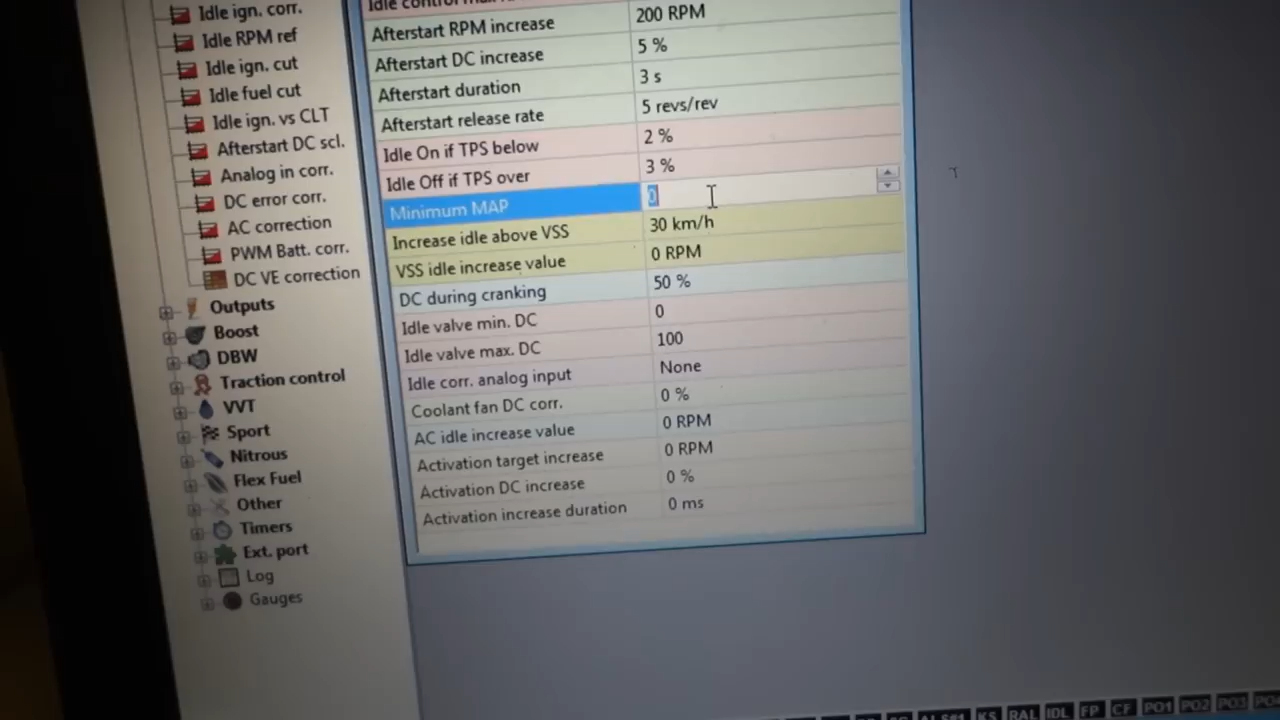 Idle ign. corr.
Idle RPM ref
Idle ign. cut
Idle fuel cut
Idle ign. vs CLT
Afterstart DC scl.
Analog in corr.
DC error corr.
AC correction
PWM Batt. corr.
DC VE correction
Outputs
Boost
DBW
Traction control
VVT
Sport
Nitrous
Flex Fuel
Other
Timers
Ext. port
Log
Gauges
Afterstart RPM increase 200 RPM
Afterstart DC increase 5 %
Afterstart duration 3 s
Afterstart release rate 5 revs/rev
Idle On if TPS below 2 %
Idle Off if TPS over 3 %
Minimum MAP 0
Increase idle above VSS 30 km/h
VSS idle increase value 0 RPM
DC during cranking 50 %
Idle valve min. DC 0
Idle valve max. DC 100
Idle corr. analog input None
Coolant fan DC corr. 0 %
AC idle increase value 0 RPM
Activation target increase 0 RPM
Activation DC increase 0 %
Activation increase duration 0 ms
KS RAL IDL FP CF PO1 PO2 PO3